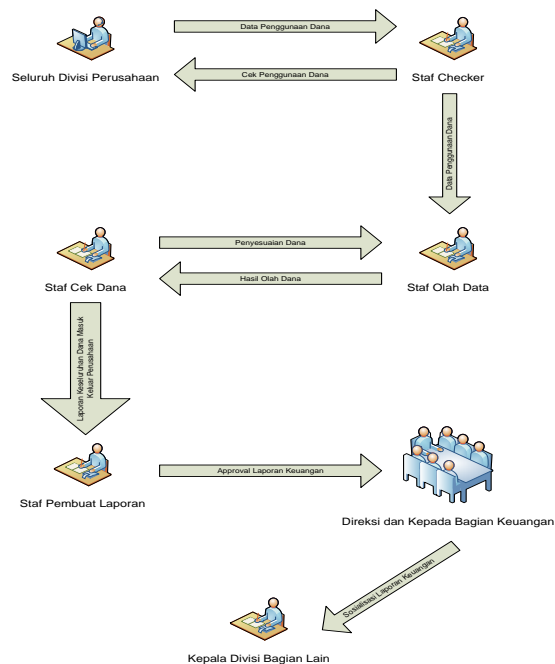 Data Penggunaan Dana
Seluruh Divisi Perusahaan
Cek Penggunaan Dana
Staf Checker
Data Penggunaan Dana
Penyesuaian Dana
Staf Cek Dana
Hasil Olah Dana
Staf Olah Data
Laporan Keseluruhan Dana Masuk
Keluar Perusahaan
Staf Pembuat Laporan
Approval Laporan Keuangan
Direksi dan Kepada Bagian Keuangan
Sosialisasi Laporan Keuangan
Kepala Divisi Bagian Lain